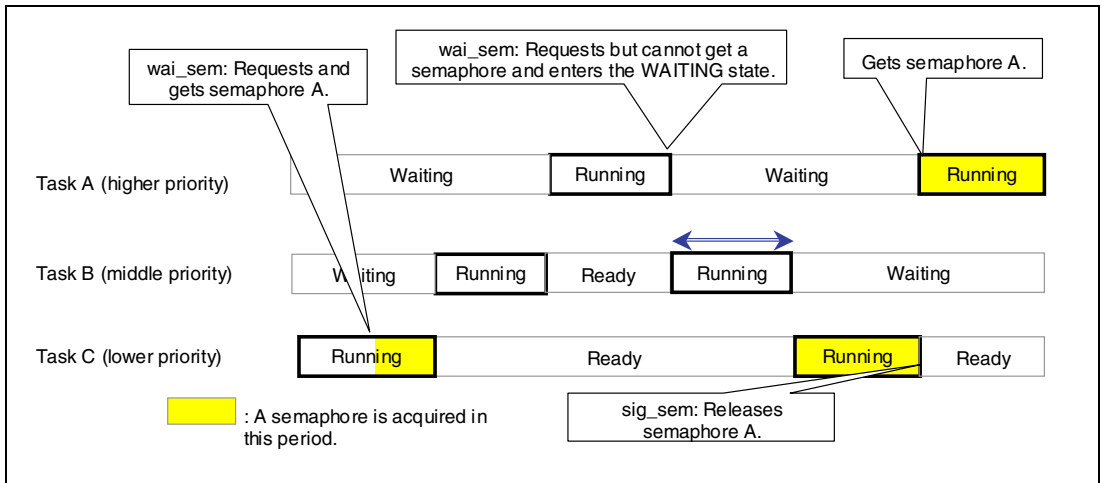 wai_sem: Requests and
gets semaphore A.
wai_sem: Requests but cannot get a
semaphore and enters the WAITING state.
Gets semaphore A.
Task A (higher priority)
Waiting
Running
Waiting
Running
Task B (middle priority)
Waiting
Running
Ready
Running
Waiting
Task C (lower priority)
Running
Ready
Running
Ready
: A semaphore is acquired in
this period.
sig_sem: Releases
semaphore A.